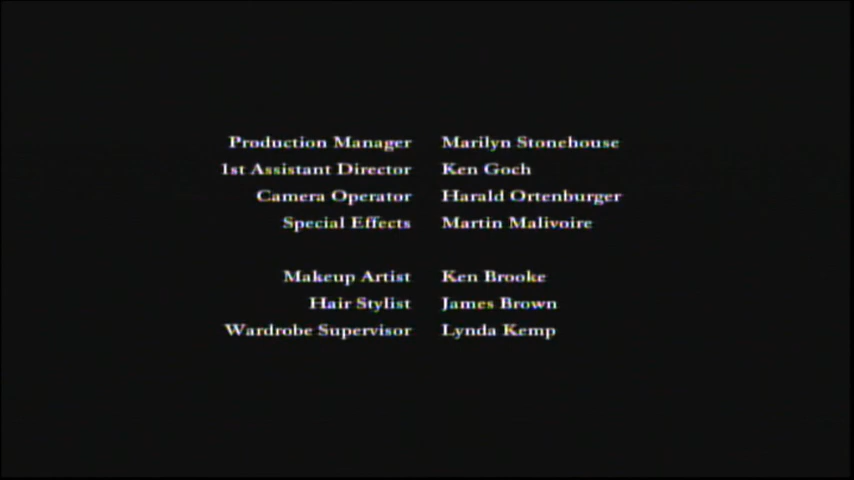 Production Manager Marilyn Stonehouse
1st Assistant Director Ken Goch
Camera Operator Harald Ortenburger
Special Effects Martin Malivoire
Makeup Artist Ken Brooke
Hair Stylist James Brown
Wardrobe Supervisor Lynda Kemp